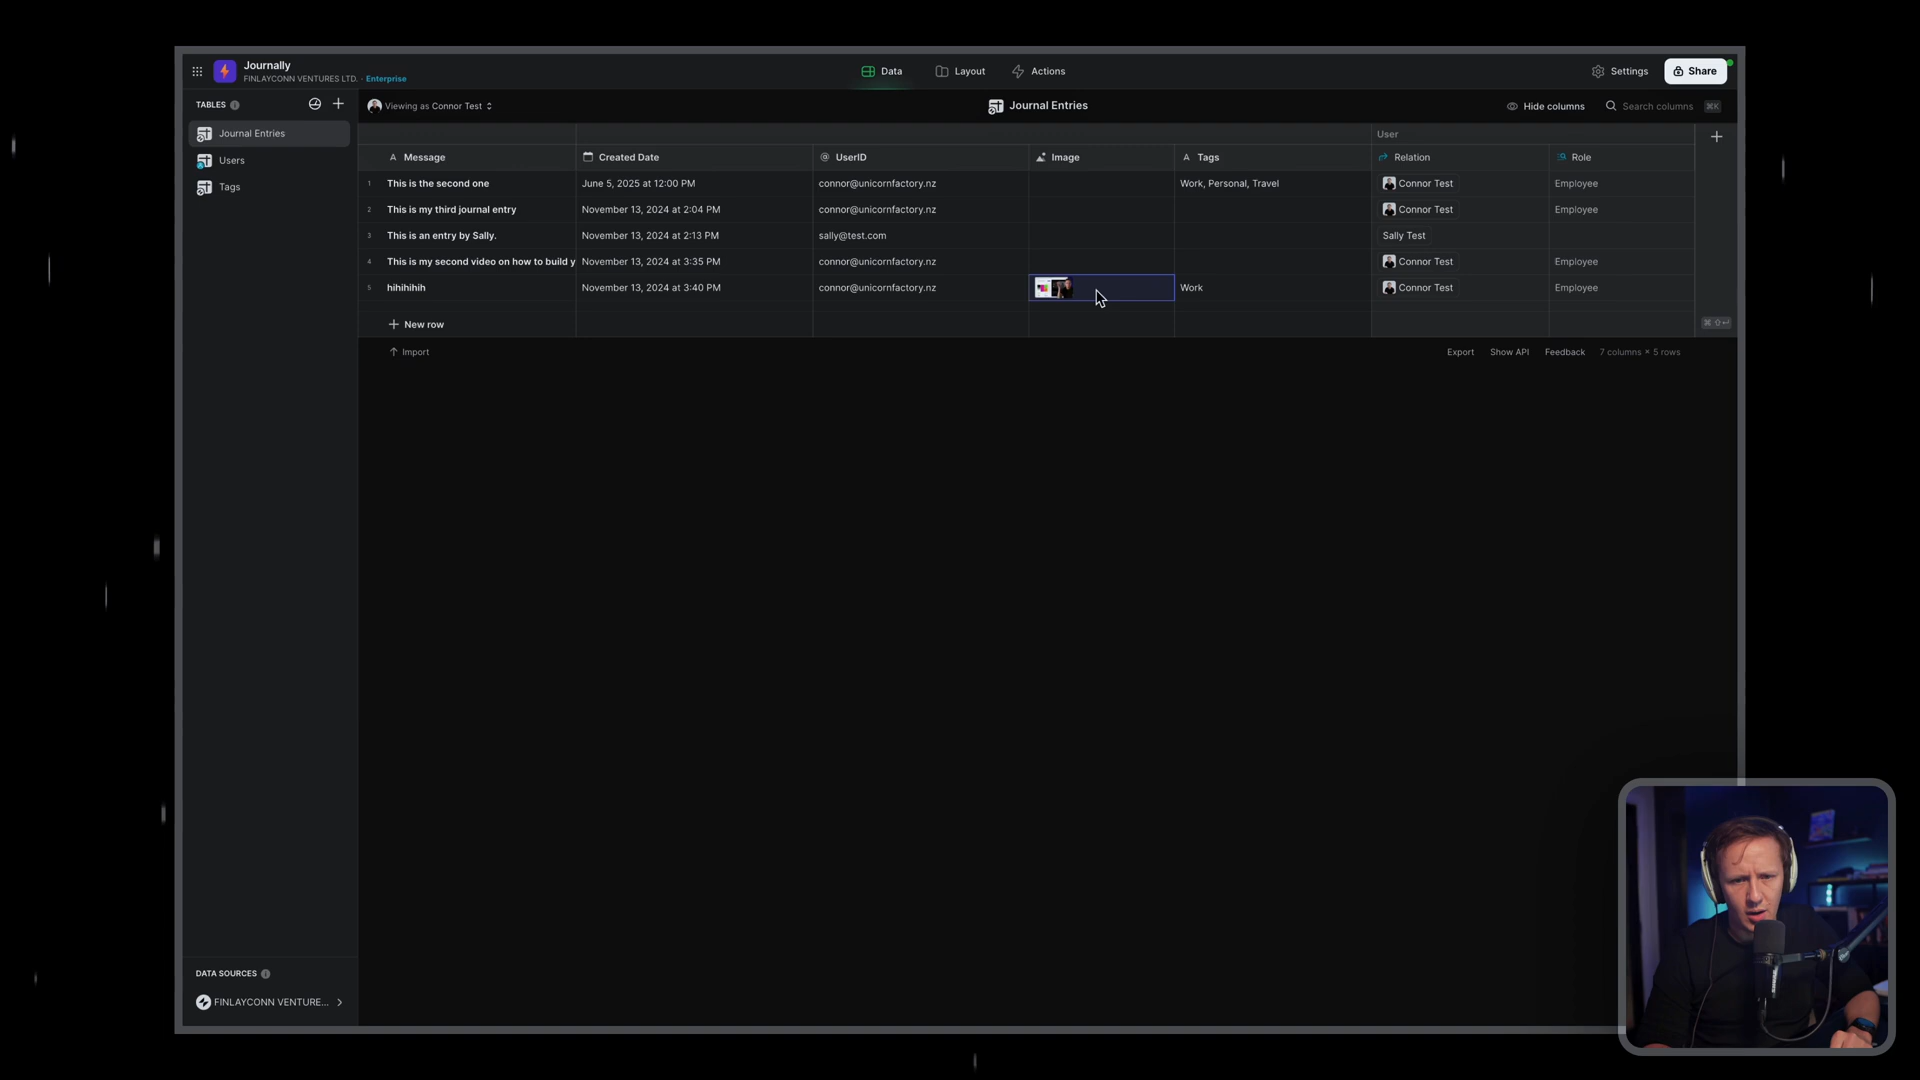 Journally
FINLAYCONN VENTURES LTD. · Enterprise
Data
Layout
Actions
Settings
Share
TABLES
Viewing as Connor Test
Journal Entries
Hide columns
Search columns
⌘K
Journal Entries
Users
Tags
User
Message
Created Date
UserID
Image
Tags
Relation
Role
1 This is the second one June 5, 2025 at 12:00 PM connor@unicornfactory.nz Work, Personal, Travel Connor Test Employee
2 This is my third journal entry November 13, 2024 at 2:04 PM connor@unicornfactory.nz Connor Test Employee
3 This is an entry by Sally. November 13, 2024 at 2:13 PM sally@test.com Sally Test
4 This is my second video on how to build y November 13, 2024 at 3:35 PM connor@unicornfactory.nz Connor Test Employee
5 hihihihih November 13, 2024 at 3:40 PM connor@unicornfactory.nz Work Connor Test Employee
New row
⌘⇧↵
Import
Export
Show API
Feedback
7 columns × 5 rows
DATA SOURCES
FINLAYCONN VENTURE...